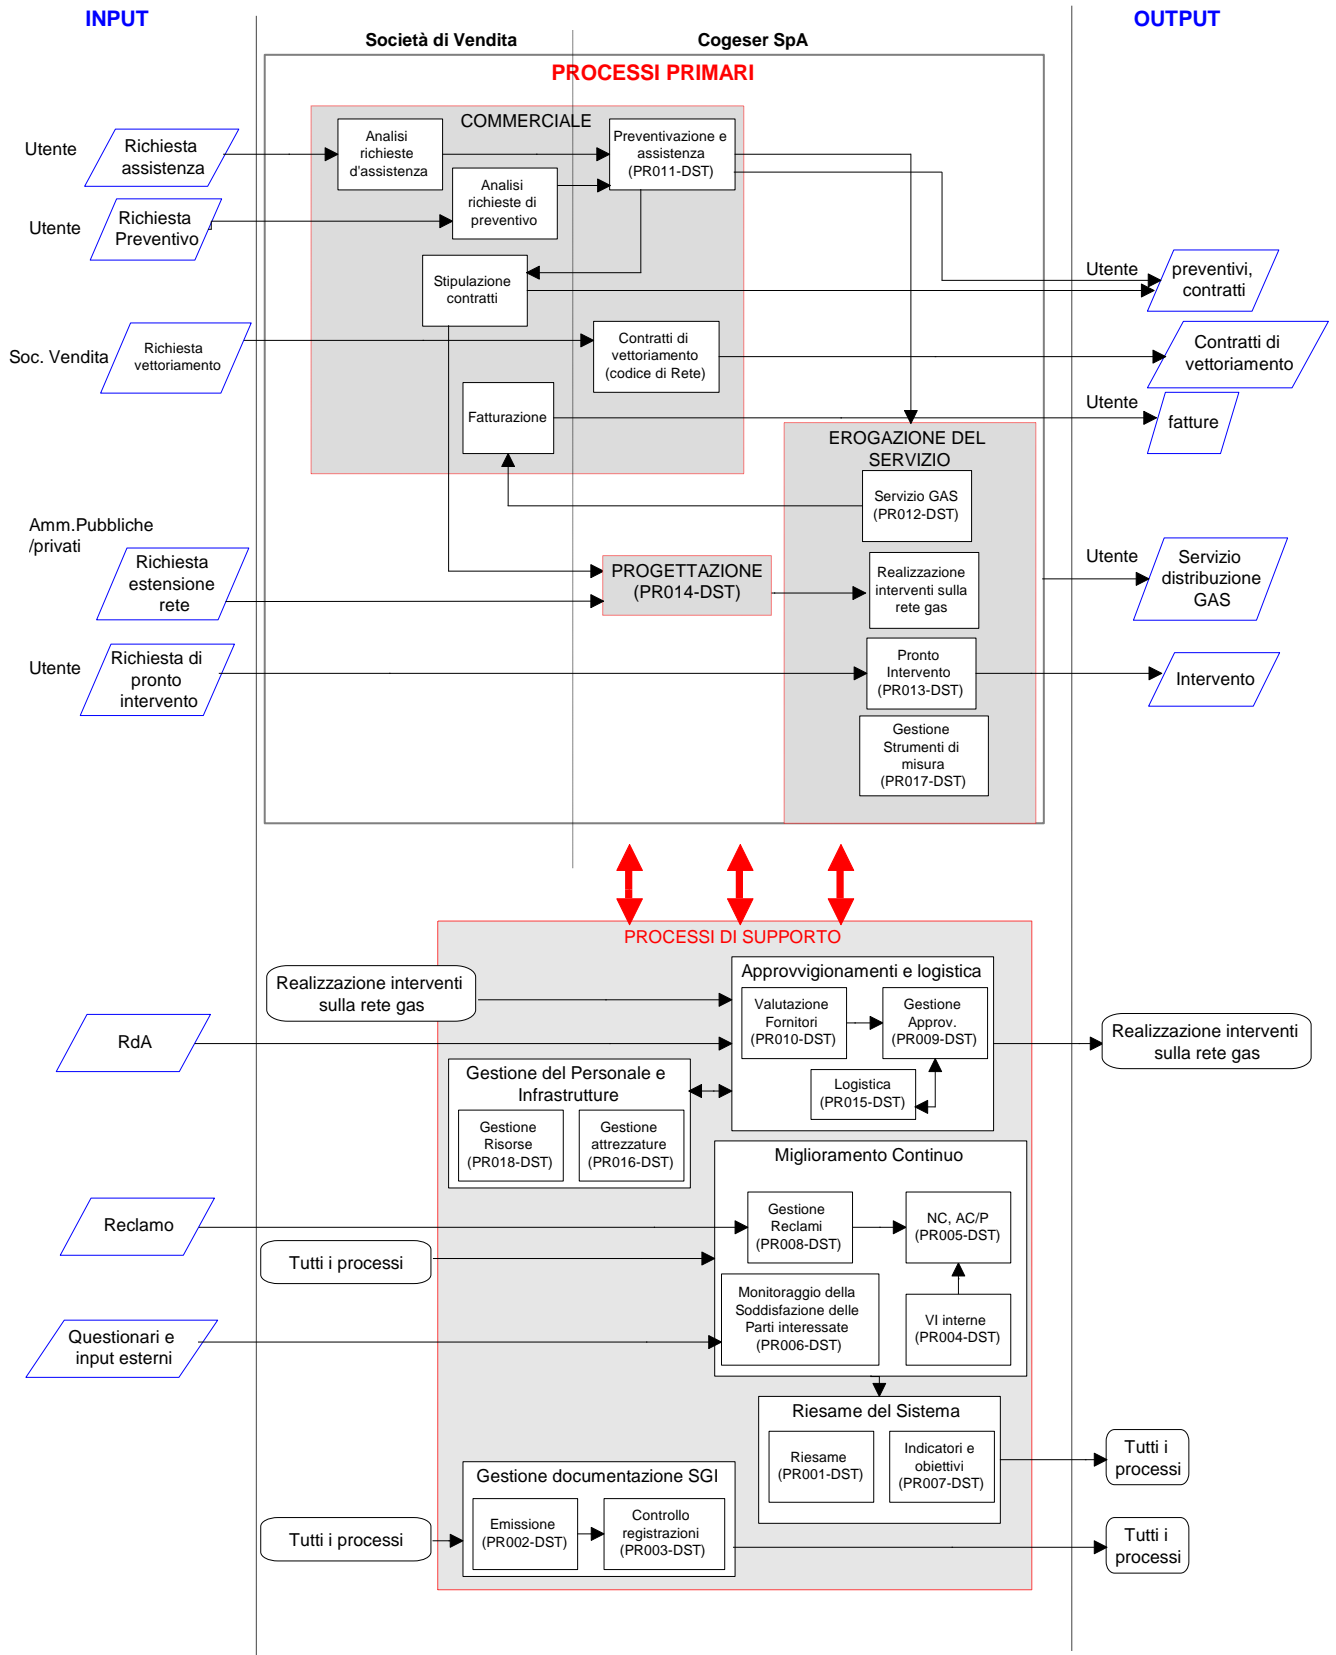 INPUT
OUTPUT
Società di Vendita
Cogeser SpA
PROCESSI PRIMARI
COMMERCIALE
Utente
Richiesta
assistenza
Analisi
richieste
d'assistenza
Preventivazione e
assistenza
(PR011-DST)
Utente
Richiesta
Preventivo
Analisi
richieste di
preventivo
Stipulazione
contratti
Utente
preventivi,
contratti
Soc. Vendita
Richiesta
vettoriamento
Contratti di
vettoriamento
(codice di Rete)
Contratti di
vettoriamento
Fatturazione
Utente
fatture
EROGAZIONE DEL
SERVIZIO
Servizio GAS
(PR012-DST)
Amm.Pubbliche
/privati
Richiesta
estensione
rete
PROGETTAZIONE
(PR014-DST)
Realizzazione
interventi sulla
rete gas
Utente
Servizio
distribuzione
GAS
Utente
Richiesta di
pronto
intervento
Pronto
Intervento
(PR013-DST)
Intervento
Gestione
Strumenti di
misura
(PR017-DST)
PROCESSI DI SUPPORTO
Realizzazione interventi
sulla rete gas
Approvvigionamenti e logistica
Valutazione
Fornitori
(PR010-DST)
Gestione
Approv.
(PR009-DST)
RdA
Realizzazione interventi
sulla rete gas
Logistica
(PR015-DST)
Gestione del Personale e
Infrastrutture
Gestione
Risorse
(PR018-DST)
Gestione
attrezzature
(PR016-DST)
Miglioramento Continuo
Reclamo
Gestione
Reclami
(PR008-DST)
NC, AC/P
(PR005-DST)
Tutti i processi
Monitoraggio della
Soddisfazione delle
Parti interessate
(PR006-DST)
VI interne
(PR004-DST)
Questionari e
input esterni
Riesame del Sistema
Riesame
(PR001-DST)
Indicatori e
obiettivi
(PR007-DST)
Tutti i
processi
Gestione documentazione SGI
Tutti i processi
Emissione
(PR002-DST)
Controllo
registrazioni
(PR003-DST)
Tutti i
processi